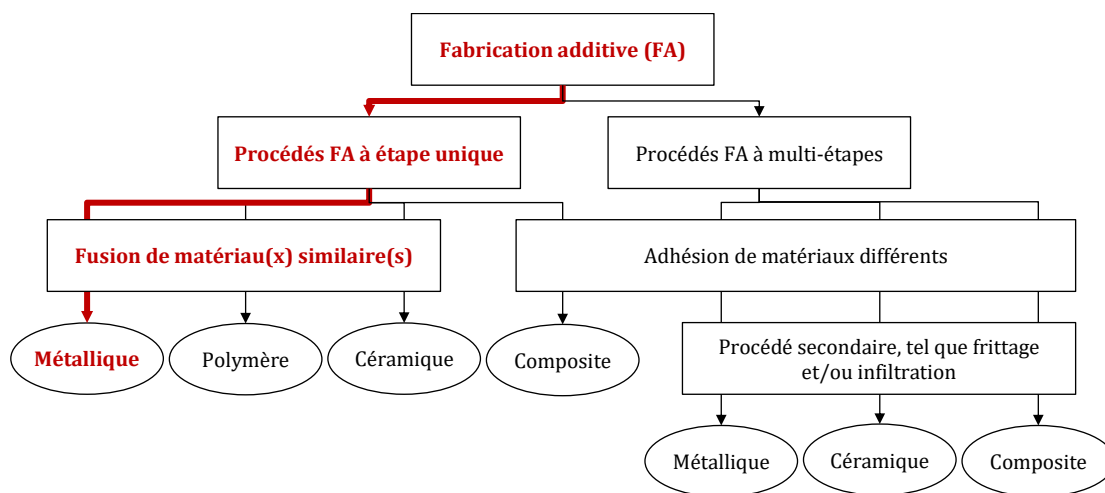 Fabrication additive (FA)
Procédés FA à étape unique
Procédés FA à multi-étapes
Fusion de matériau(x) similaire(s)
Adhésion de matériaux différents
Métallique
Polymère
Céramique
Composite
Procédé secondaire, tel que frittage
et/ou infiltration
Métallique
Céramique
Composite